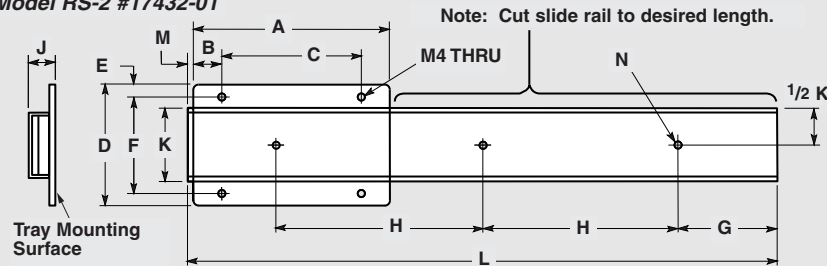 Model RS-2 #17432-01
Note: Cut slide rail to desired length.
A
J
M
B
C
M4 THRU
N
E
1/2 K
D
F
K
Tray Mounting
Surface
H
H
G
L